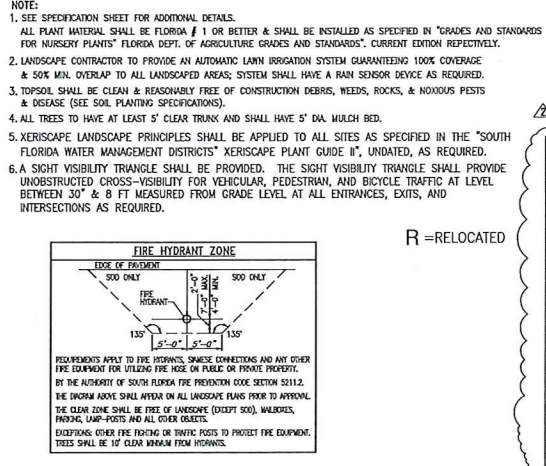 NOTE:
1. SEE SPECIFICATION SHEET FOR ADDITIONAL DETAILS.
ALL PLANT MATERIAL SHALL BE FLORIDA # 1 OR BETTER & SHALL BE INSTALLED AS SPECIFIED IN "GRADES AND STANDARDS
FOR NURSERY PLANTS" FLORIDA DEPT. OF AGRICULTURE GRADES AND STANDARDS". CURRENT EDITION REPECTIVELY.
2. LANDSCAPE CONTRACTOR TO PROVIDE AN AUTOMATIC LAWN IRRIGATION SYSTEM GUARANTEEING 100% COVERAGE
& 50% MIN. OVERLAP TO ALL LANDSCAPED AREAS; SYSTEM SHALL HAVE A RAIN SENSOR DEVICE AS REQUIRED.
3. TOPSOIL SHALL BE CLEAN & REASONABLY FREE OF CONSTRUCTION DEBRIS, WEEDS, ROCKS, & NOXIOUS PESTS
& DISEASE (SEE SOIL PLANTING SPECIFICATIONS).
4. ALL TREES TO HAVE AT LEAST 5' CLEAR TRUNK AND SHALL HAVE 5' DIA. MULCH BED.
5. XERISCAPE LANDSCAPE PRINCIPLES SHALL BE APPLIED TO ALL SITES AS SPECIFIED IN THE "SOUTH
FLORIDA WATER MANAGEMENT DISTRICTS" XERISCAPE PLANT GUIDE II", UNDATED, AS REQUIRED.
6. A SIGHT VISIBILITY TRIANGLE SHALL BE PROVIDED. THE SIGHT VISIBILITY TRIANGLE SHALL PROVIDE
UNOBSTRUCTED CROSS-VISIBILITY FOR VEHICULAR, PEDESTRIAN, AND BICYCLE TRAFFIC AT LEVEL
BETWEEN 30" & 8 FT MEASURED FROM GRADE LEVEL AT ALL ENTRANCES, EXITS, AND
INTERSECTIONS AS REQUIRED.
R =RELOCATED
2
FIRE HYDRANT ZONE
EDGE OF PAVEMENT
SOD ONLY
SOD ONLY
2'-0"
7'-0" MAX.
4'-0" MIN.
FIRE
HYDRANT
135°
135°
5'-0" 5'-0"
REQUIREMENTS APPLY TO FIRE HYDRANTS, SIAMESE CONNECTIONS AND ANY OTHER
FIRE EQUIPMENT FOR UTILIZING FIRE HOSE ON PUBLIC OR PRIVATE PROPERTY.
BY THE AUTHORITY OF SOUTH FLORIDA FIRE PREVENTION CODE SECTION 5211.2.
THE DIAGRAM ABOVE SHALL APPEAR ON ALL LANDSCAPE PLANS PRIOR TO APPROVAL.
THE CLEAR ZONE SHALL BE FREE OF LANDSCAPE (EXCEPT SOD), MAILBOXES,
PARKING, LAMP-POSTS AND ALL OTHER OBJECTS.
EXCEPTIONS: OTHER FIRE FIGHTING OR TRAFFIC POSTS TO PROTECT FIRE EQUIPMENT.
TREES SHALL BE 10' CLEAR MINIMUM FROM HYDRANTS.